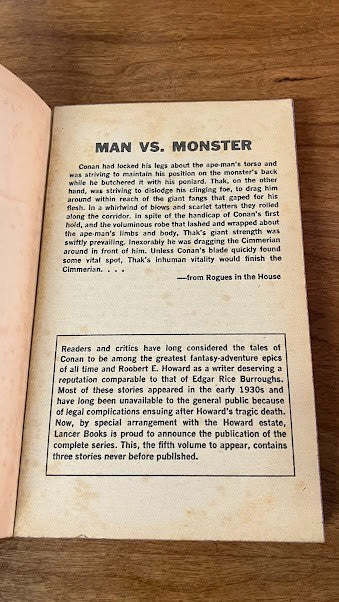 MAN VS. MONSTER
Conan had locked his legs about the ape-man's torso and
was striving to maintain his position on the monster's back
while he butchered it with his poniard. Thak, on the other
hand, was striving to dislodge his clinging foe, to drag him
around within reach of the giant fangs that gaped for his
flesh. In a whirlwind of blows and scarlet tatters they rolled
along the corridor. In spite of the handicap of Conan's first
hold, and the voluminous robe that lashed and wrapped about
the ape-man's limbs and body, Thak's giant strength was
swiftly prevailing. Inexorably he was dragging the Cimmerian
around in front of him. Unless Conan's blade quickly found
some vital spot, Thak's inhuman vitality would finish the
Cimmerian. . . .
—from Rogues in the House
Readers and critics have long considered the tales of
Conan to be among the greatest fantasy-adventure epics
of all time and Roobert E. Howard as a writer deserving a
reputation comparable to that of Edgar Rice Burroughs.
Most of these stories appeared in the early 1930s and
have long been unavailable to the general public because
of legal complications ensuing after Howard's tragic death.
Now, by special arrangement with the Howard estate,
Lancer Books is proud to announce the publication of the
complete series. This, the fifth volume to appear, contains
three stories never before published.